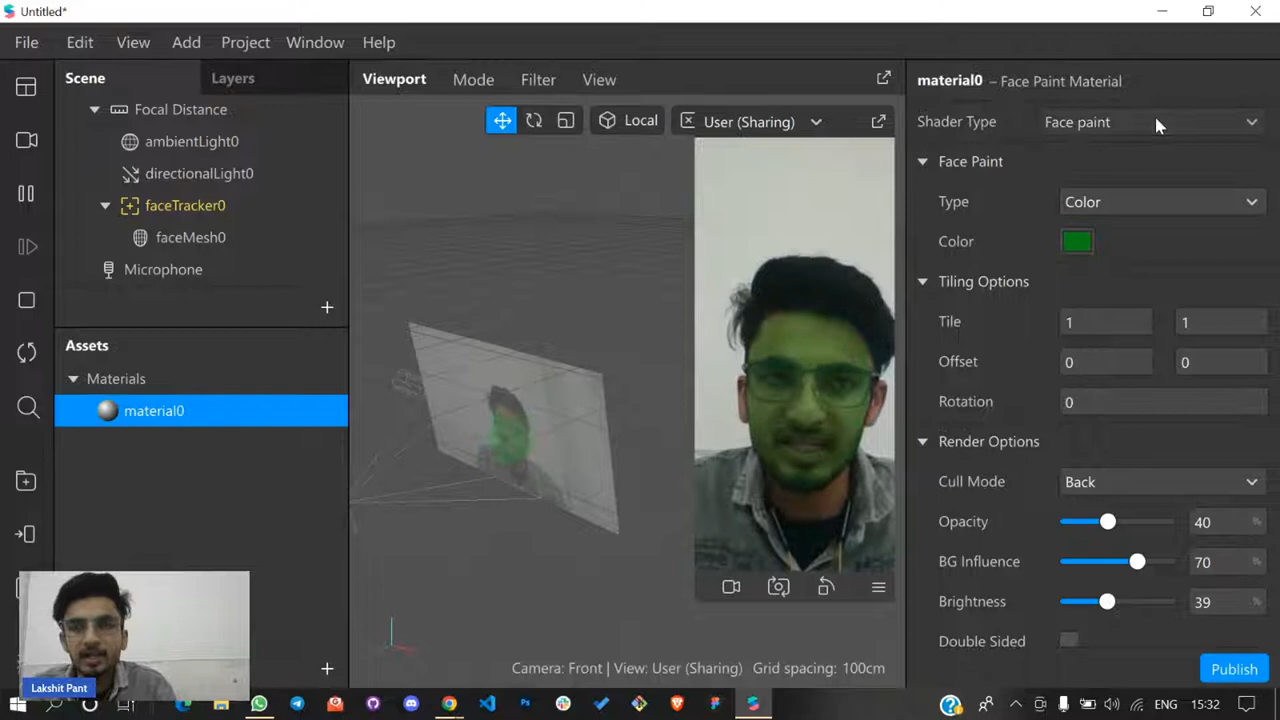 Untitled*
File Edit View Add Project Window Help
Scene Layers
Focal Distance
ambientLight0
directionalLight0
faceTracker0
faceMesh0
Microphone
+
Assets
Materials
material0
+
Viewport Mode Filter View
Local User (Sharing)
Camera: Front | View: User (Sharing) Grid spacing: 100cm
material0 – Face Paint Material
Shader Type Face paint
Face Paint
Type Color
Color
Tiling Options
Tile 1 1
Offset 0 0
Rotation 0
Render Options
Cull Mode Back
Opacity 40 %
BG Influence 70 %
Brightness 39 %
Double Sided
Publish
Lakshit Pant
ENG 15:32